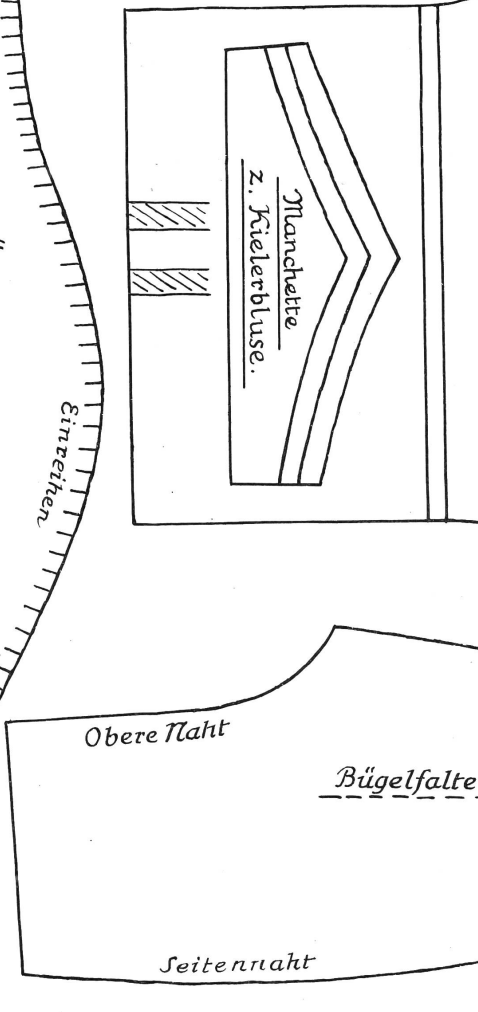 Manchette
z. Kielerbluse.
Einreihen
Obere Naht
Bügelfalte
Seitennaht